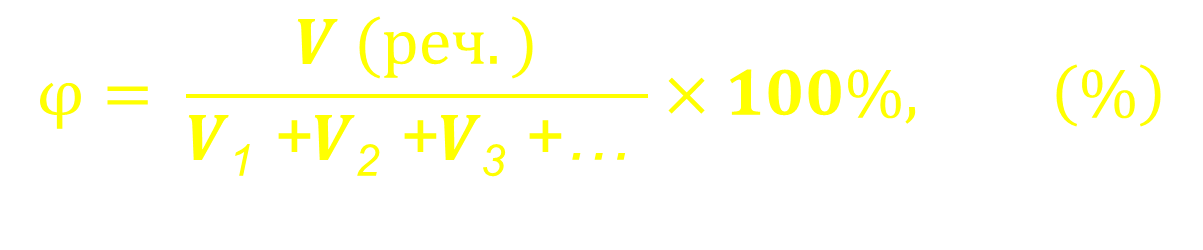 φ = V (реч.) / V₁ +V₂ +V₃ +... × 100%, (%)